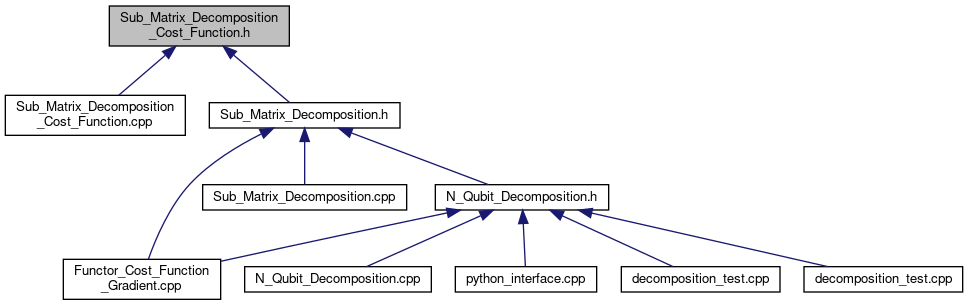 Sub_Matrix_Decomposition
_Cost_Function.h
Sub_Matrix_Decomposition
_Cost_Function.cpp
Sub_Matrix_Decomposition.h
Sub_Matrix_Decomposition.cpp
N_Qubit_Decomposition.h
Functor_Cost_Function
_Gradient.cpp
N_Qubit_Decomposition.cpp
python_interface.cpp
decomposition_test.cpp
decomposition_test.cpp